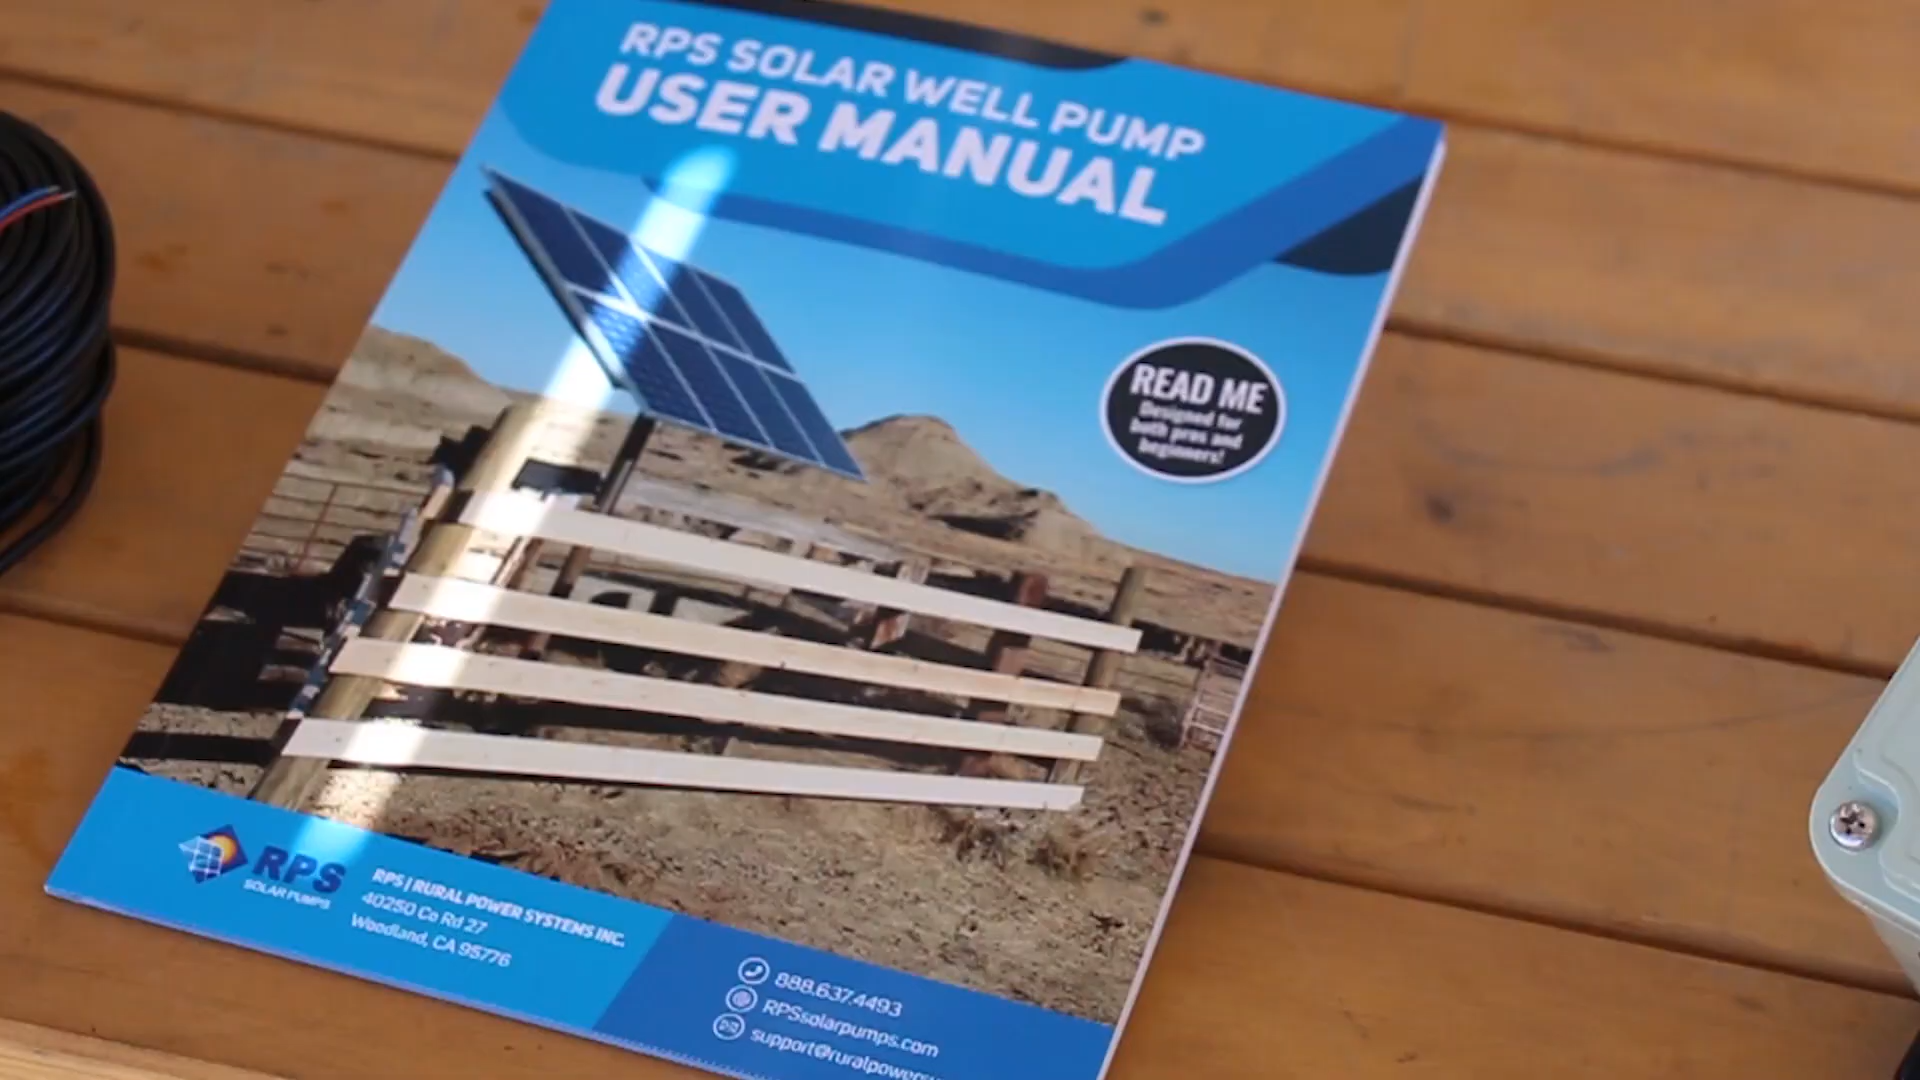 RPS SOLAR WELL PUMP
USER MANUAL
READ ME
Designed for
both pros and
beginners!
RPS
SOLAR PUMPS
RPS | RURAL POWER SYSTEMS INC.
40250 Co Rd 27
Woodland, CA 95776
888.637.4493
RPSsolarpumps.com
support@ruralpowersy